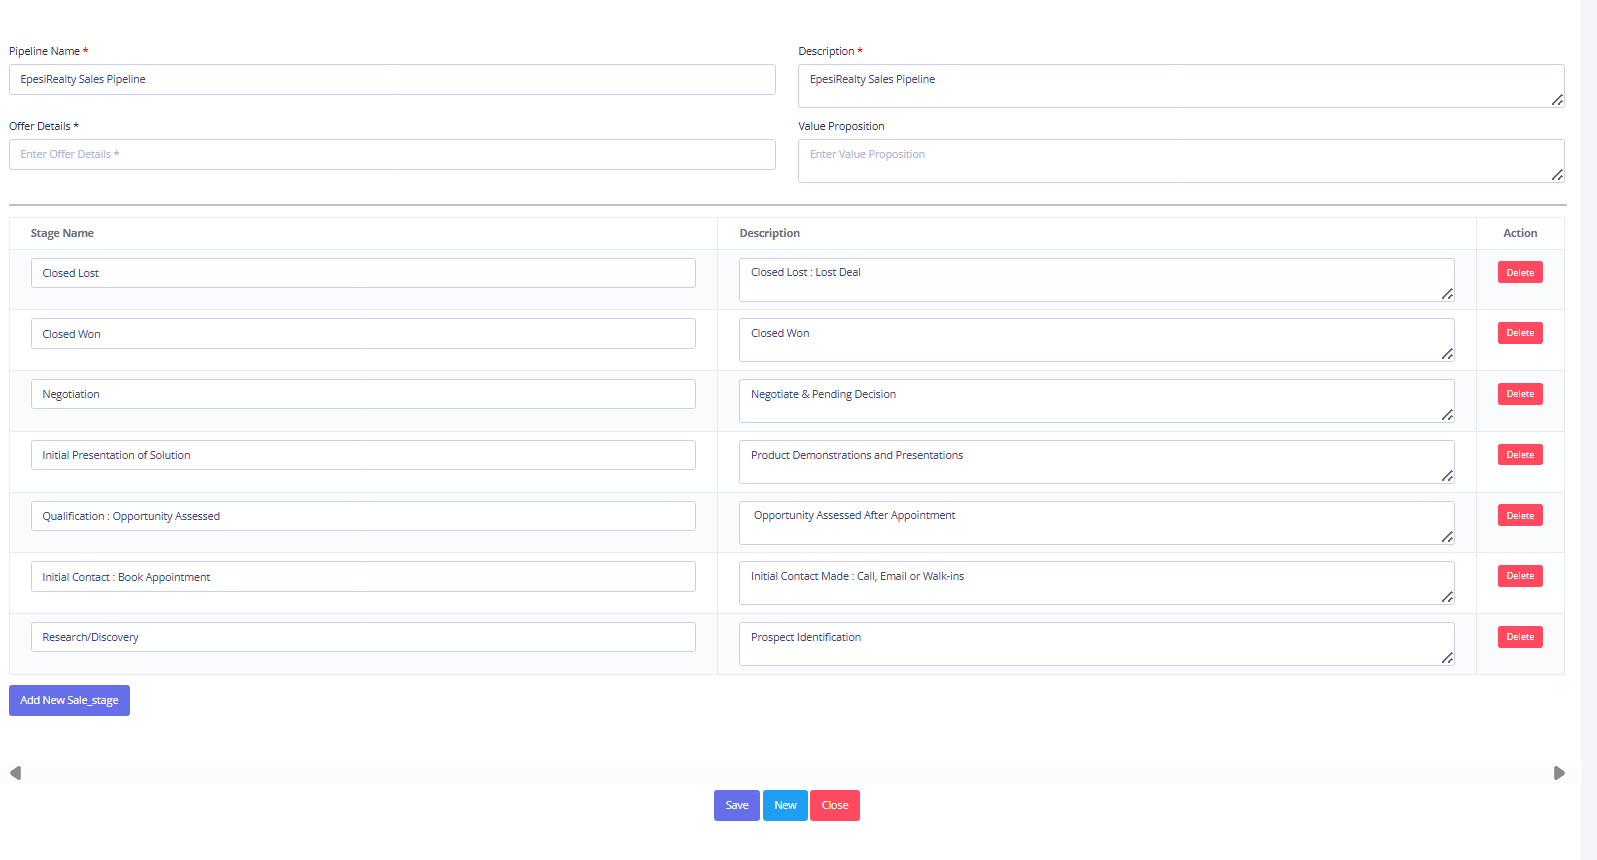 Pipeline Name *
Description *
EpesiRealty Sales Pipeline
EpesiRealty Sales Pipeline
Offer Details *
Value Proposition
Enter Offer Details *
Enter Value Proposition
Stage Name
Description
Action
Closed Lost
Closed Lost : Lost Deal
Delete
Closed Won
Closed Won
Delete
Negotiation
Negotiate & Pending Decision
Delete
Initial Presentation of Solution
Product Demonstrations and Presentations
Delete
Qualification : Opportunity Assessed
Opportunity Assessed After Appointment
Delete
Initial Contact : Book Appointment
Initial Contact Made : Call, Email or Walk-ins
Delete
Research/Discovery
Prospect Identification
Delete
Add New Sale_stage
Save
New
Close